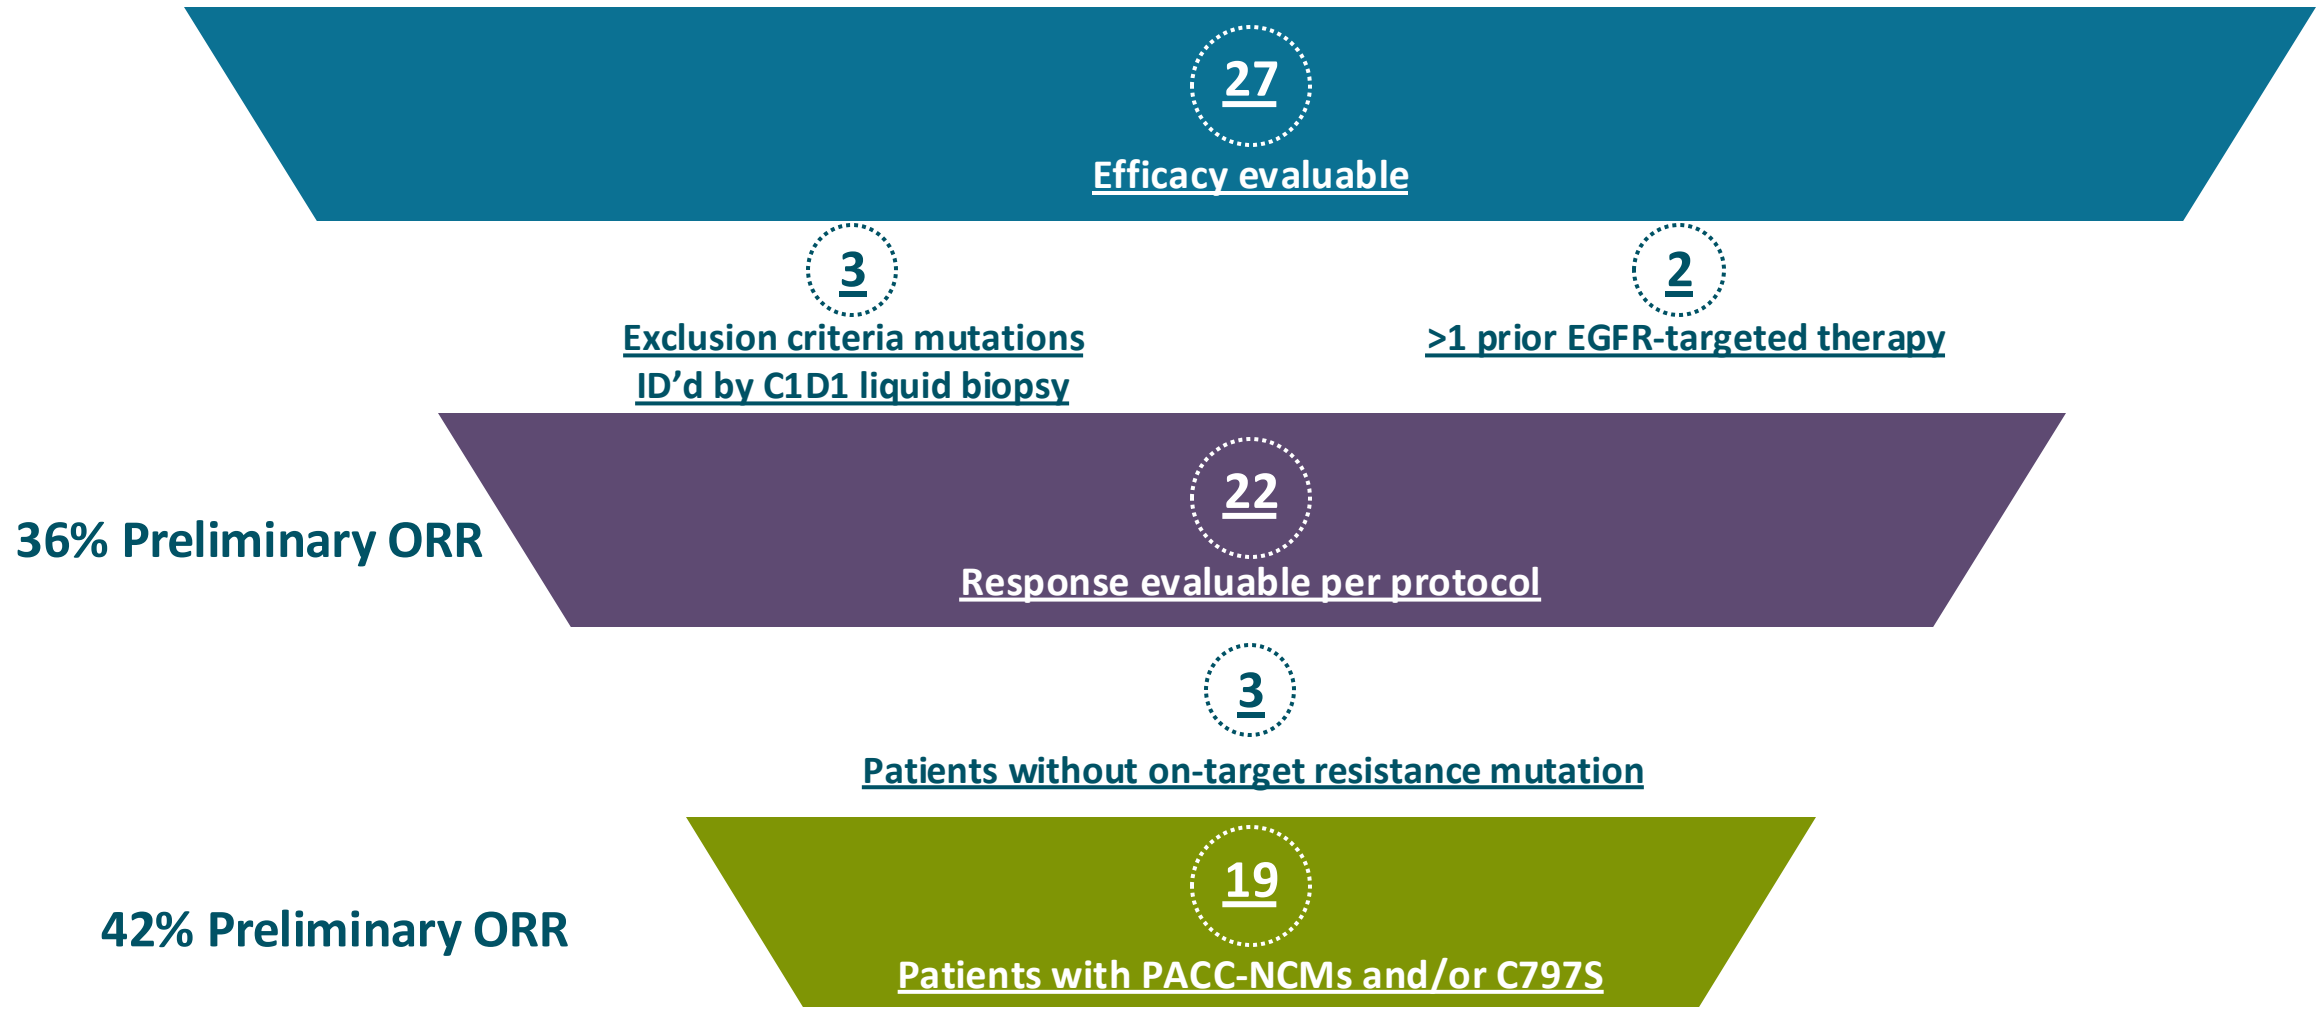 27
Efficacy evaluable
3
2
Exclusion criteria mutations
ID’d by C1D1 liquid biopsy
>1 prior EGFR-targeted therapy
22
36% Preliminary ORR
Response evaluable per protocol
3
Patients without on-target resistance mutation
19
42% Preliminary ORR
Patients with PACC-NCMs and/or C797S